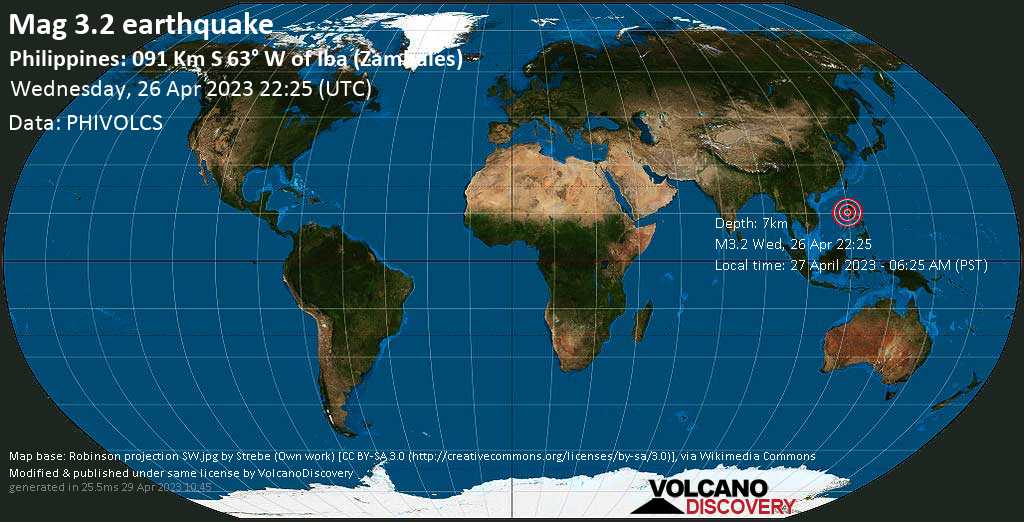 Mag 3.2 earthquake
Philippines: 091 Km S 63° W of Iba (Zambales)
Wednesday, 26 Apr 2023 22:25 (UTC)
Data: PHIVOLCS
Depth: 7km
M3.2 Wed, 26 Apr 22:25
Local time: 27 April 2023 - 06:25 AM (PST)
Map base: Robinson projection SW.jpg by Strebe (Own work) [CC BY-SA 3.0 (http://creativecommons.org/licenses/by-sa/3.0)], via Wikimedia Commons
Modified & published under same license by VolcanoDiscovery
generated in 25.5ms 29 Apr 2023 10:45
VOLCANO
DISCOVERY